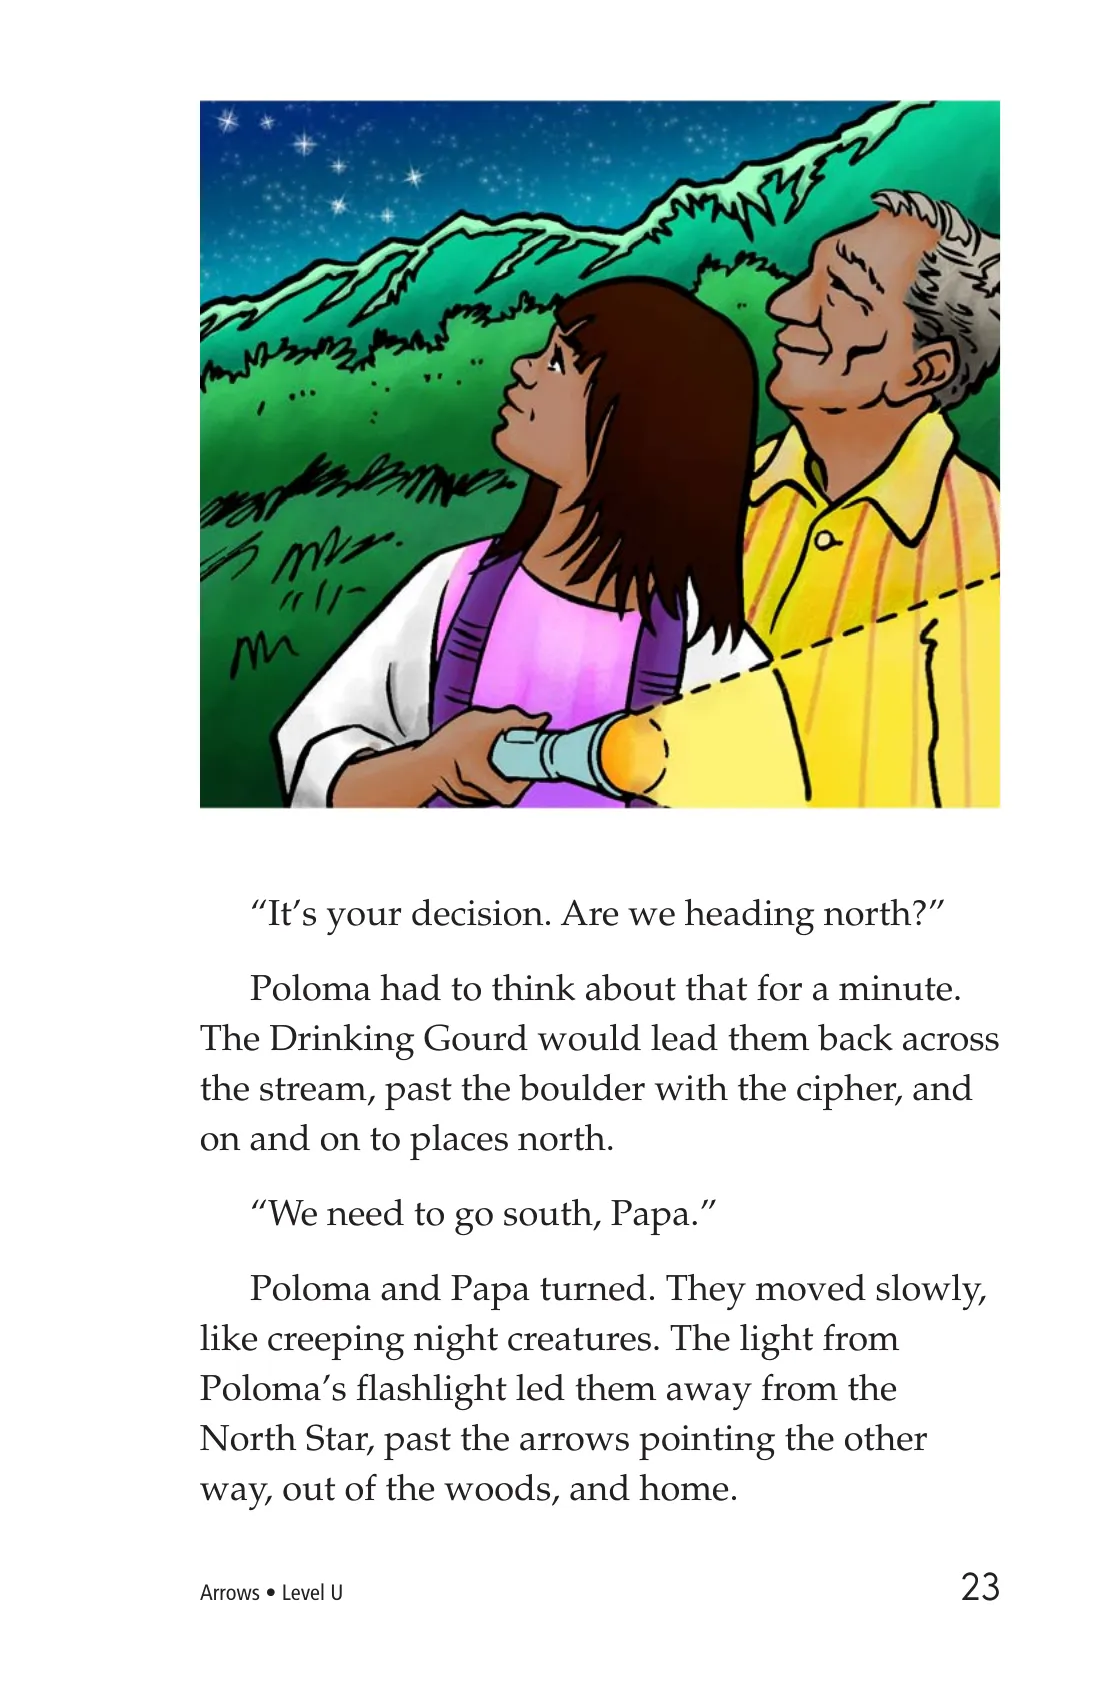 “It’s your decision. Are we heading north?”
Poloma had to think about that for a minute.
The Drinking Gourd would lead them back across
the stream, past the boulder with the cipher, and
on and on to places north.
“We need to go south, Papa.”
Poloma and Papa turned. They moved slowly,
like creeping night creatures. The light from
Poloma’s flashlight led them away from the
North Star, past the arrows pointing the other
way, out of the woods, and home.
Arrows • Level U
23